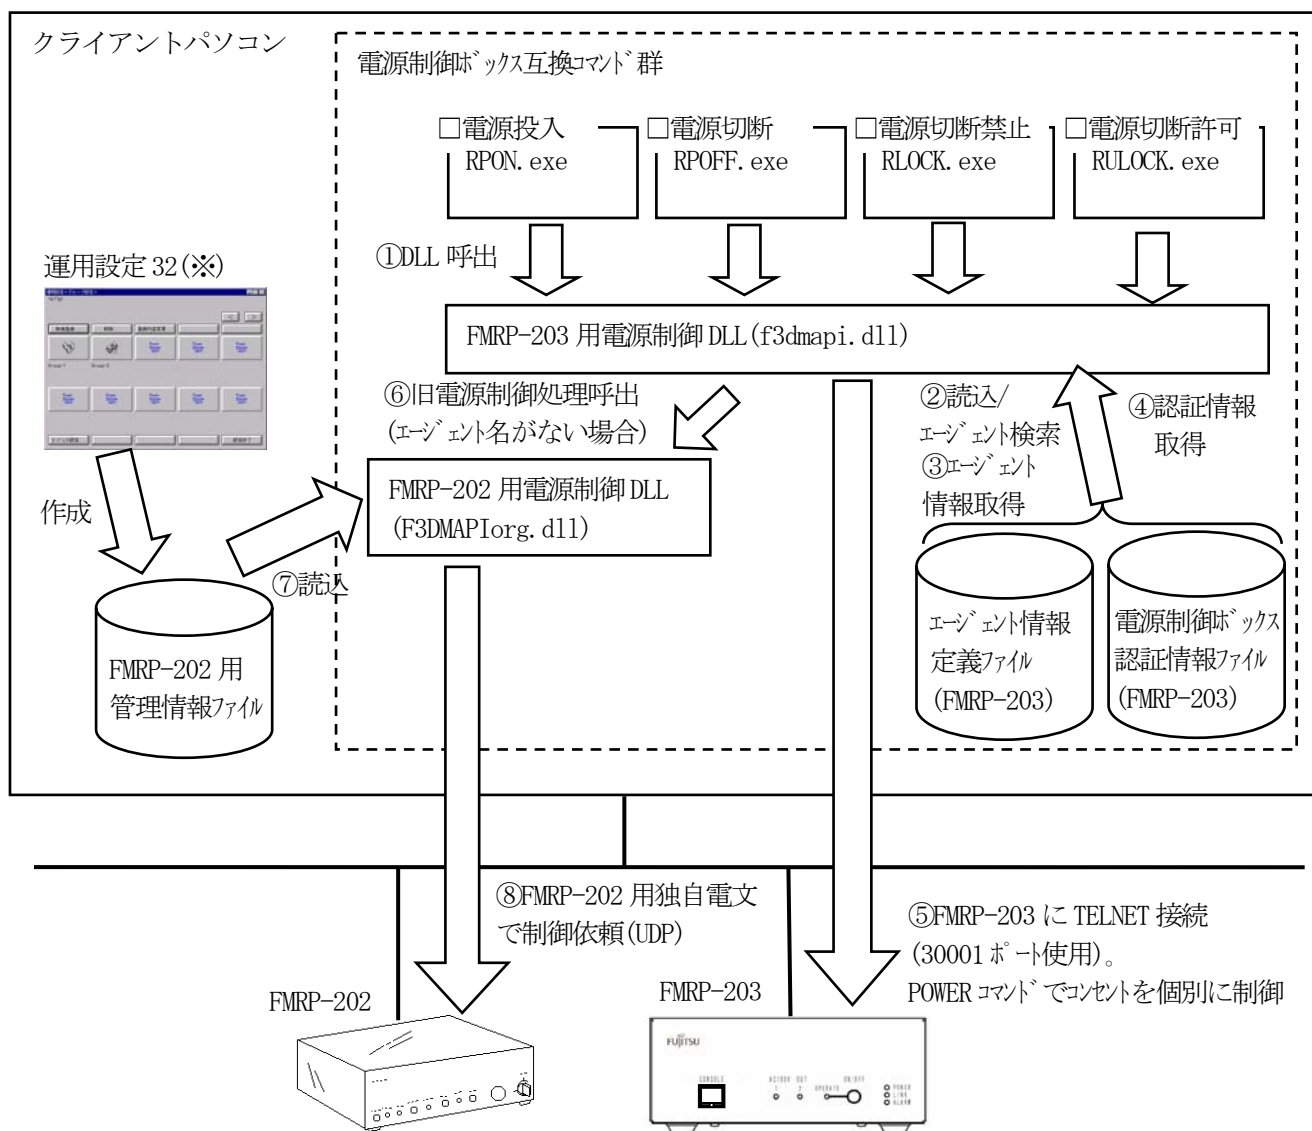 クライアントパソコン
電源制御ボックス互換コマンド群
□電源投入
RPON.exe
□電源切断
RPOFF.exe
□電源切断禁止
RLOCK.exe
□電源切断許可
RULOCK.exe
①DLL 呼出
運用設定 32(※)
FMRP-203 用電源制御 DLL(f3dmapi.dll)
⑥旧電源制御処理呼出
(エージェント名がない場合)
②読込/
エージェント検索
③エージェント
情報取得
④認証情報
取得
作成
FMRP-202 用電源制御 DLL
(F3DMAPIorg.dll)
⑦読込
FMRP-202 用
管理情報ファイル
エージェント情報
定義ファイル
(FMRP-203)
電源制御ボックス
認証情報ファイル
(FMRP-203)
⑧FMRP-202 用独自電文
で制御依頼(UDP)
⑤FMRP-203 に TELNET 接続
(30001 ポート使用)。
POWER コマンドでコンセントを個別に制御
FMRP-202
FMRP-203
FUJITSU
CONSOLE
OUT
1 2
OPERATE
ON/OFF
POWER
LINK
ALARM